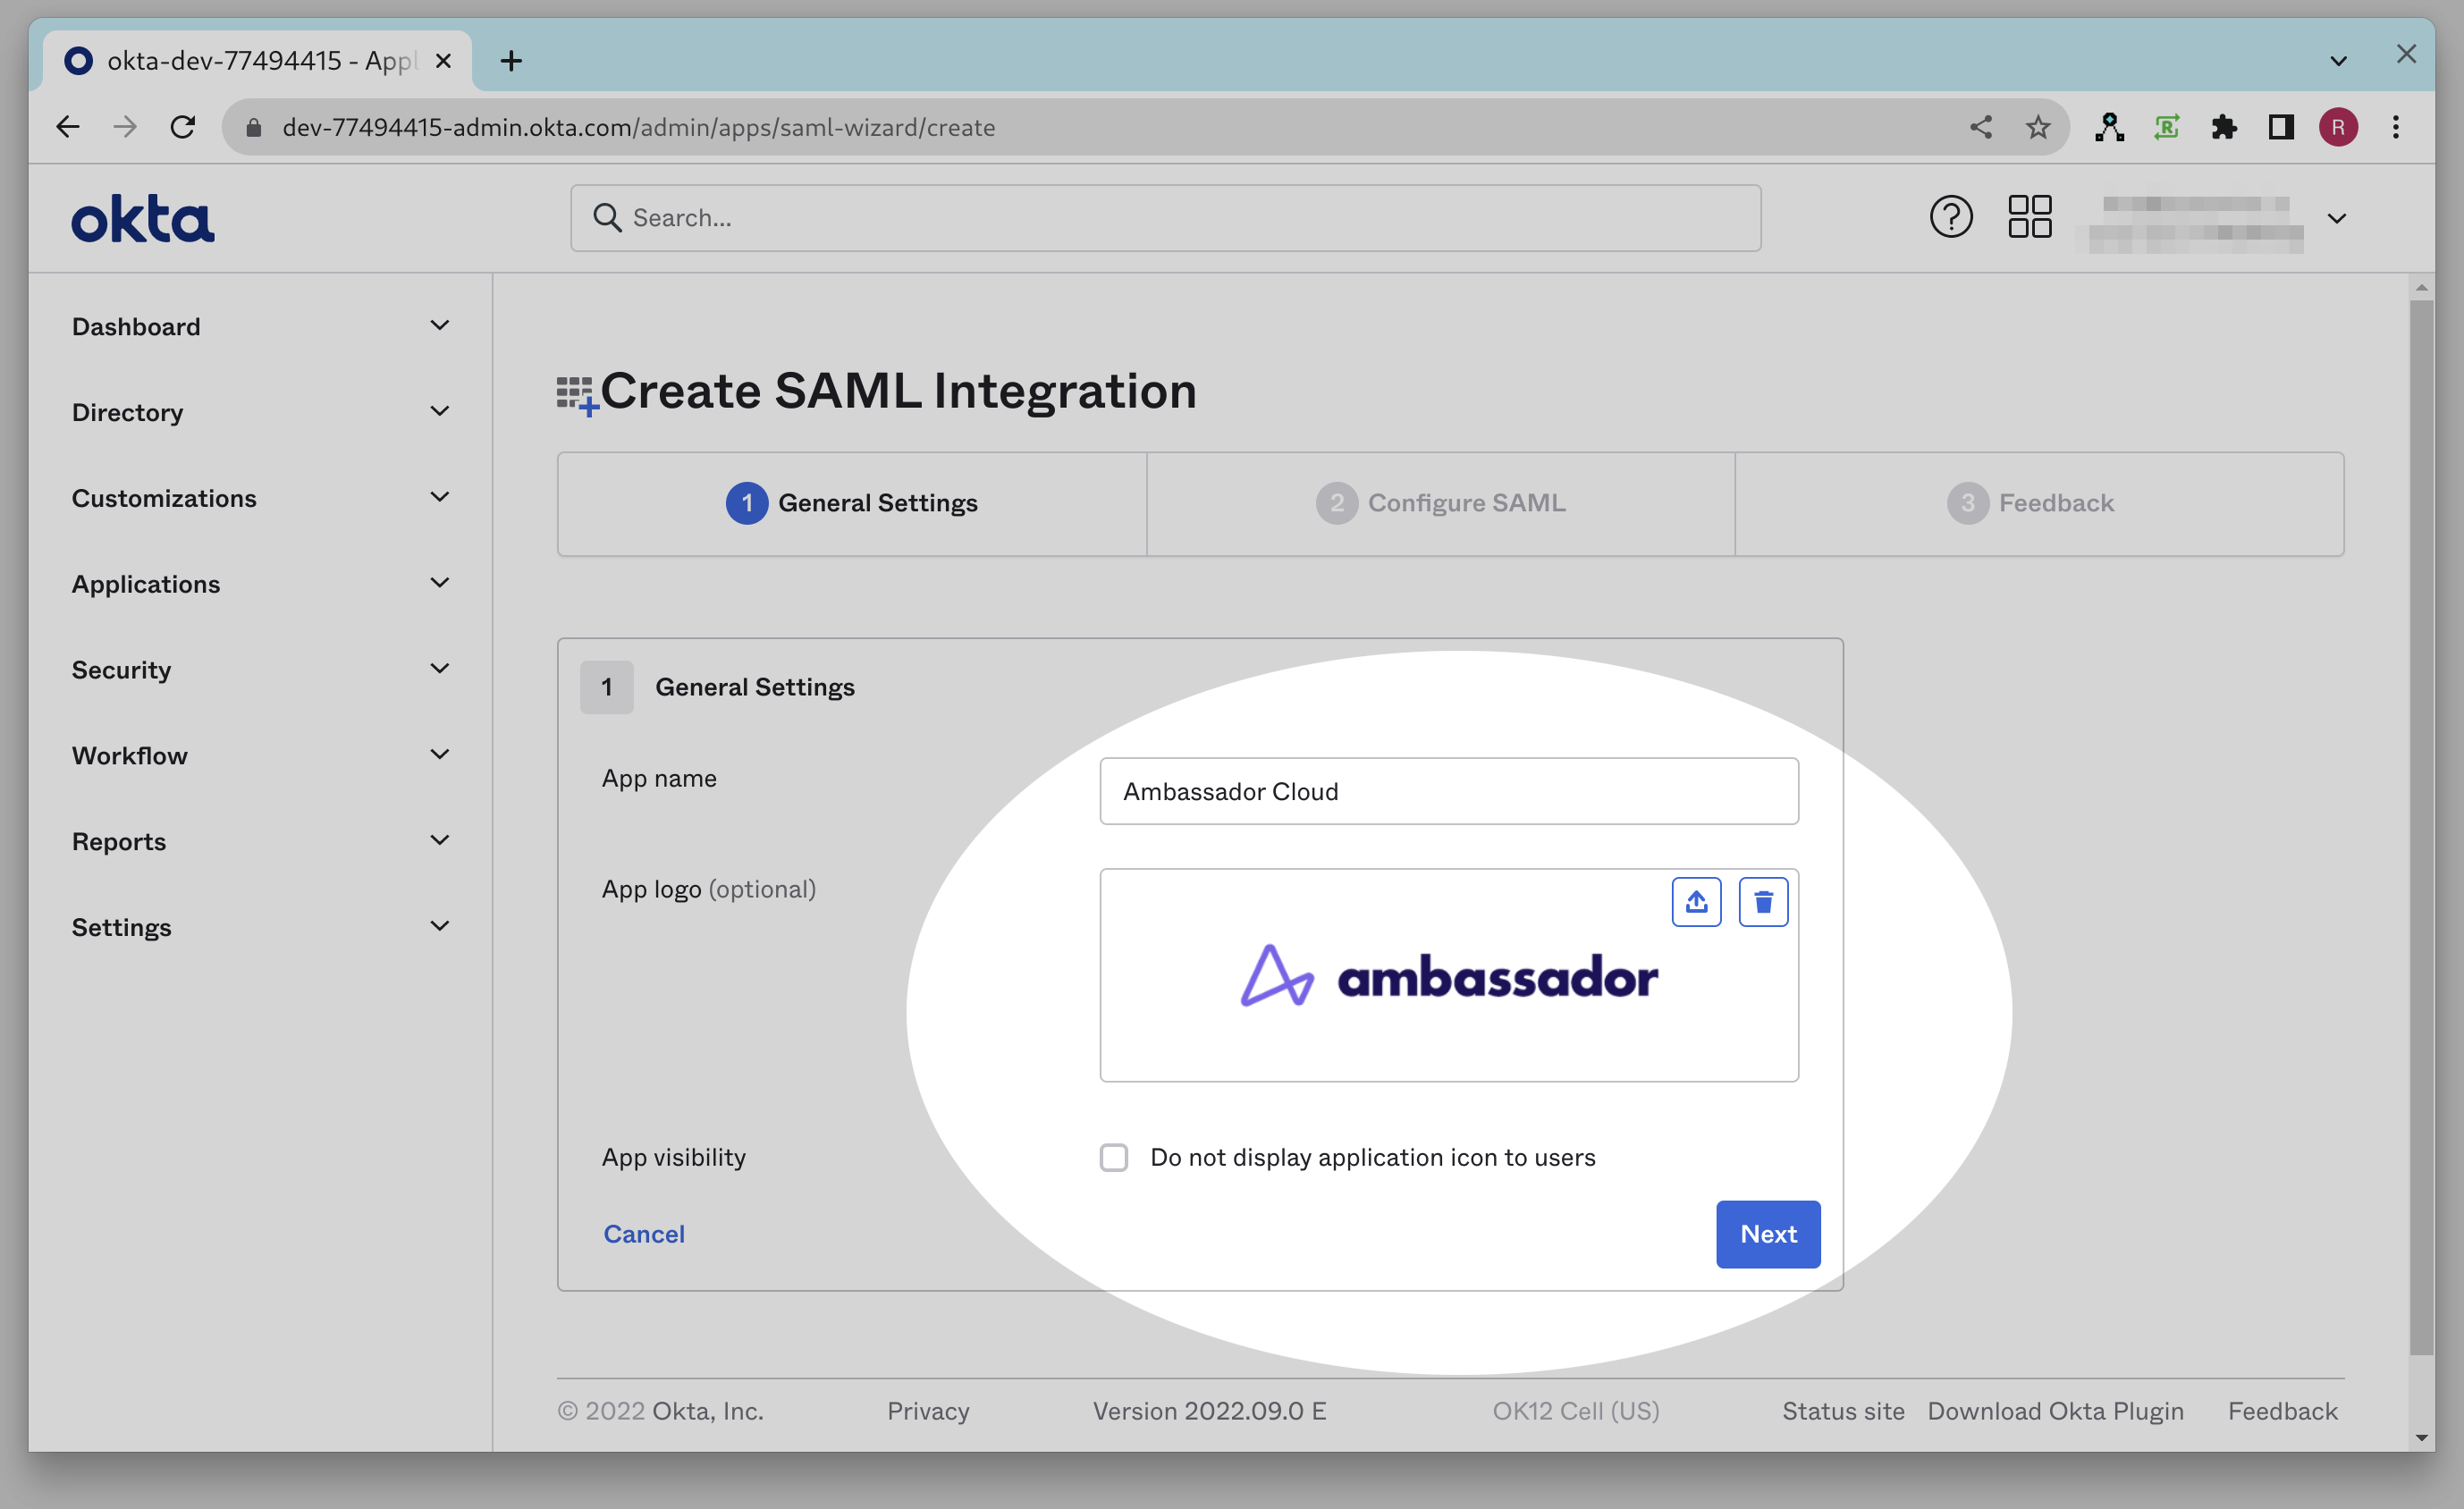 okta-dev-77494415 - Appl
dev-77494415-admin.okta.com/admin/apps/saml-wizard/create
R
R
okta
Search...
Dashboard
Directory
Customizations
Applications
Security
Workflow
Reports
Settings
Create SAML Integration
1 General Settings
2 Configure SAML
3 Feedback
1 General Settings
App name
Ambassador Cloud
App logo (optional)
ambassador
App visibility
Do not display application icon to users
Cancel
Next
© 2022 Okta, Inc. Privacy Version 2022.09.0 E OK12 Cell (US) Status site Download Okta Plugin Feedback